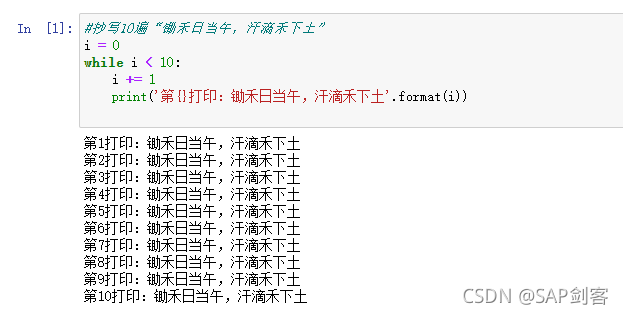 In [1]:
#抄写10遍“锄禾日当午，汗滴禾下土”
i = 0
while i < 10:
    i += 1
    print('第{}打印：锄禾日当午，汗滴禾下土'.format(i))
第1打印：锄禾日当午，汗滴禾下土
第2打印：锄禾日当午，汗滴禾下土
第3打印：锄禾日当午，汗滴禾下土
第4打印：锄禾日当午，汗滴禾下土
第5打印：锄禾日当午，汗滴禾下土
第6打印：锄禾日当午，汗滴禾下土
第7打印：锄禾日当午，汗滴禾下土
第8打印：锄禾日当午，汗滴禾下土
第9打印：锄禾日当午，汗滴禾下土
第10打印：锄禾日当午，汗滴禾下土
CSDN @SAP剑客